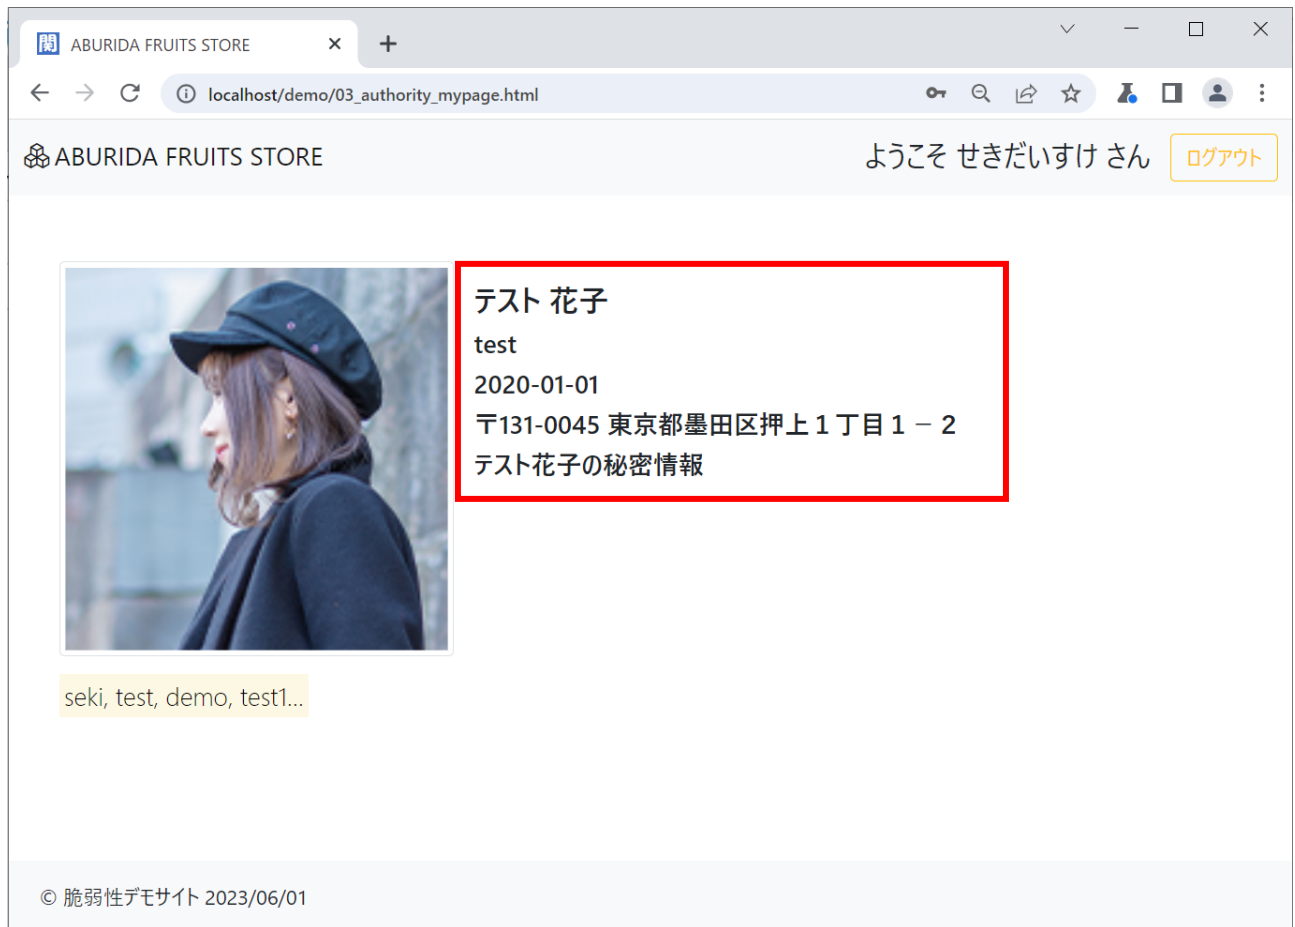 関 ABURIDA FRUITS STORE
localhost/demo/03_authority_mypage.html
ABURIDA FRUITS STORE ようこそ せきだいすけ さん ログアウト
テスト 花子
test
2020-01-01
〒131-0045 東京都墨田区押上１丁目１－２
テスト花子の秘密情報
seki, test, demo, test1...
© 脆弱性デモサイト 2023/06/01